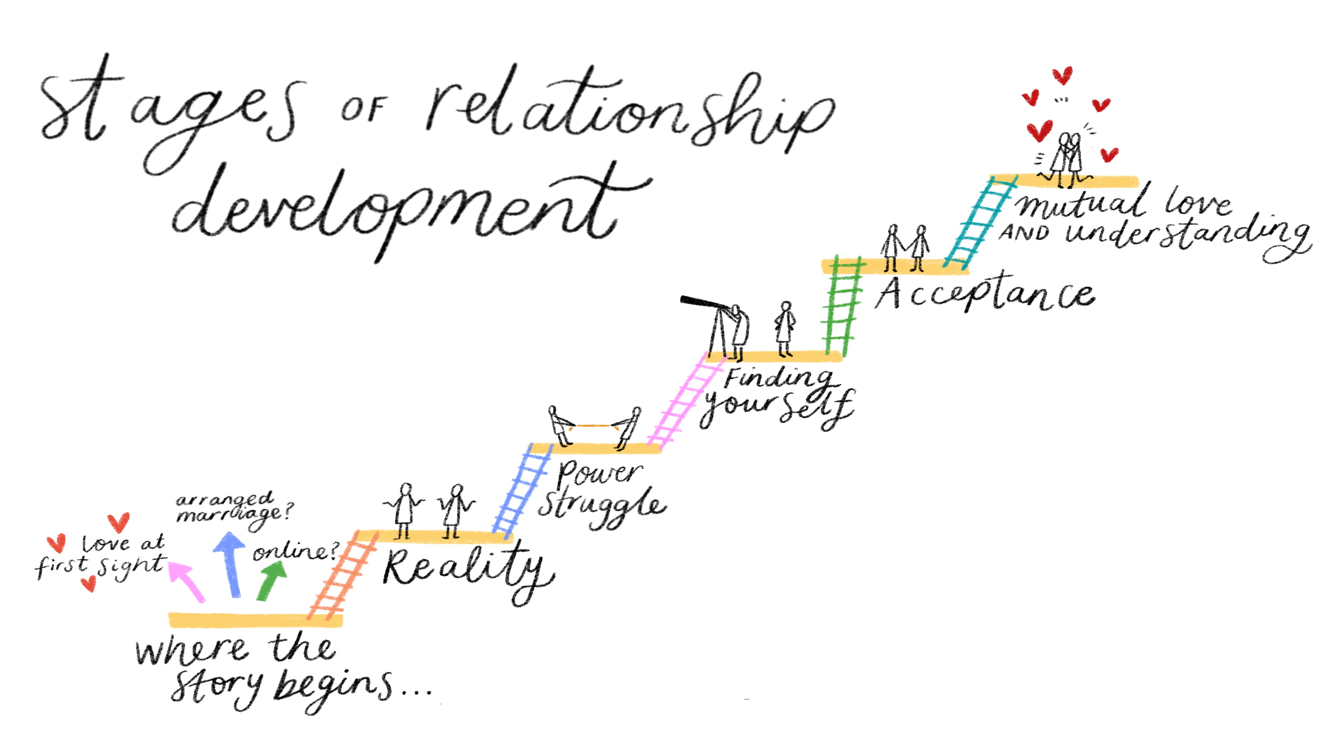 stages OF relationship
development
mutual love
AND understanding
Acceptance
Finding
yourself
power
struggle
arranged
marriage?
love at
first sight
online?
Reality
where the
story begins...